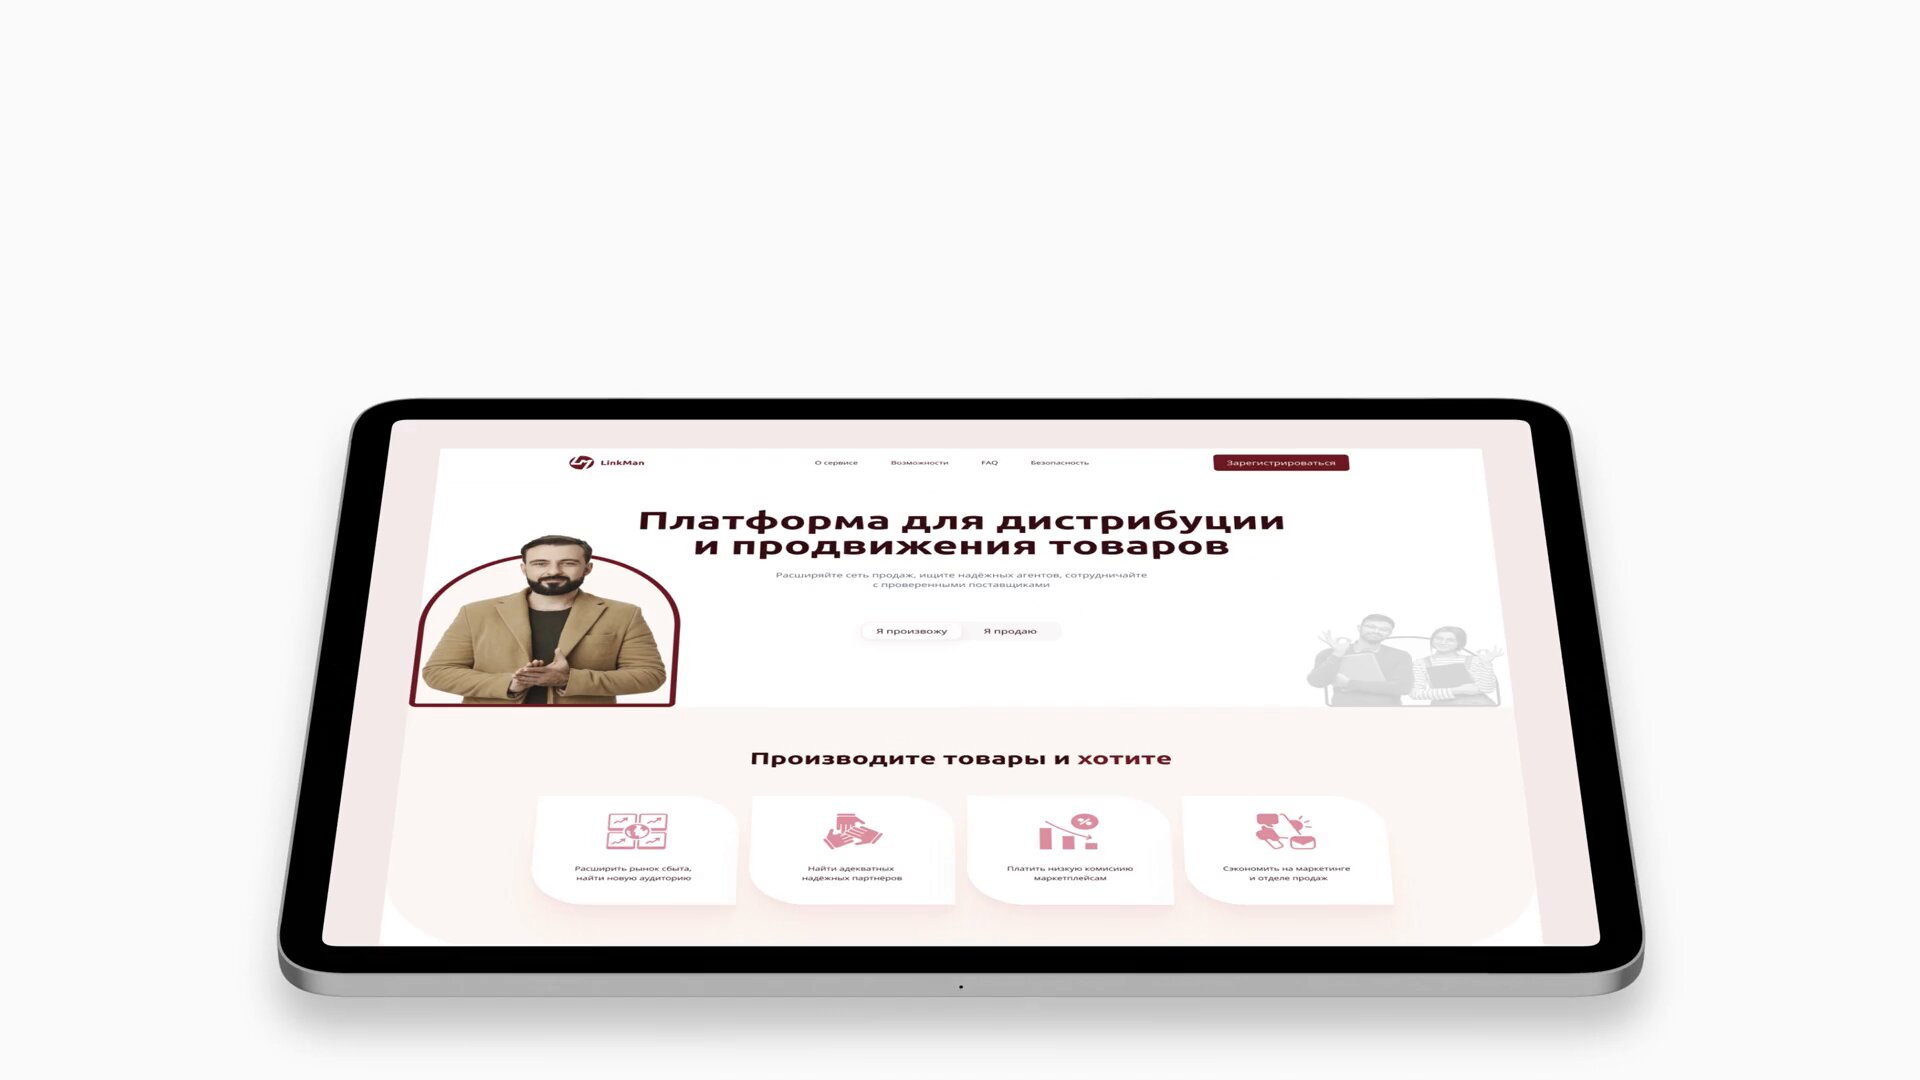 LinkMan
О сервисе
Возможности
FAQ
Безопасность
Зарегистрироваться
Платформа для дистрибуции
и продвижения товаров
Расширяйте сеть продаж, ищите надёжных агентов, сотрудничайте
с проверенными поставщиками
Я произвожу
Я продаю
Производите товары и хотите
Расширить рынок сбыта,
найти новую аудиторию
Найти адекватных
надёжных партнёров
Платить низкую комисиию
маркетплейсам
Сэкономить на маркетинге
и отделе продаж